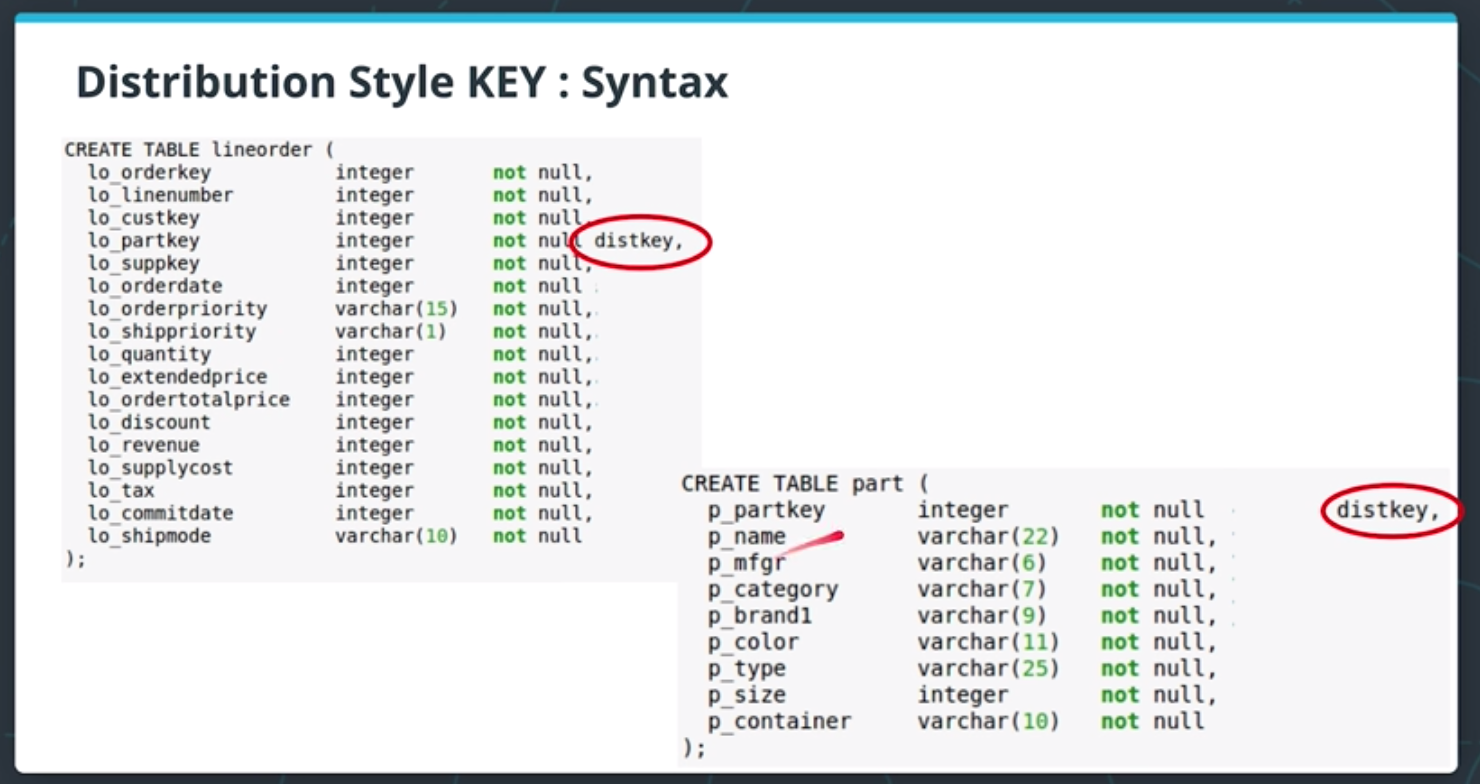 Distribution Style KEY : Syntax
CREATE TABLE lineorder (
lo_orderkey integer not null,
lo_linenumber integer not null,
lo_custkey integer not null,
lo_partkey integer not null distkey,
lo_suppkey integer not null,
lo_orderdate integer not null
lo_orderpriority varchar(15) not null,
lo_shippriority varchar(1) not null,
lo_quantity integer not null,
lo_extendedprice integer not null,
lo_ordertotalprice integer not null,
lo_discount integer not null,
lo_revenue integer not null,
lo_supplycost integer not null,
lo_tax integer not null,
lo_commitdate integer not null,
lo_shipmode varchar(10) not null
);
CREATE TABLE part (
p_partkey integer not null distkey,
p_name varchar(22) not null,
p_mfgr varchar(6) not null,
p_category varchar(7) not null,
p_brand1 varchar(9) not null,
p_color varchar(11) not null,
p_type varchar(25) not null,
p_size integer not null,
p_container varchar(10) not null
);